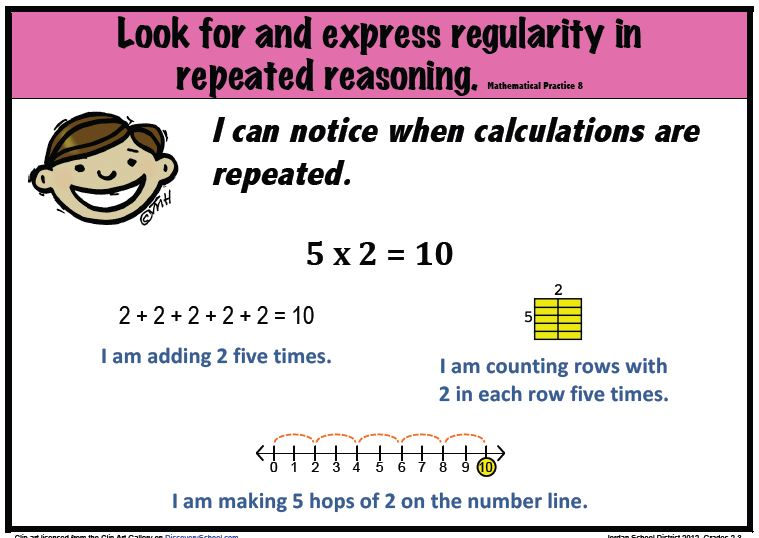 Look for and express regularity in
repeated reasoning. Mathematical Practice 8
I can notice when calculations are
repeated.
5 x 2 = 10
2 + 2 + 2 + 2 + 2 = 10
I am adding 2 five times.
2
5
I am counting rows with
2 in each row five times.
0 1 2 3 4 5 6 7 8 9 10
I am making 5 hops of 2 on the number line.
Clip art licensed from the Clip Art Gallery on DiscoverySchool.com
Jordan School District 2012, Grades 2-3